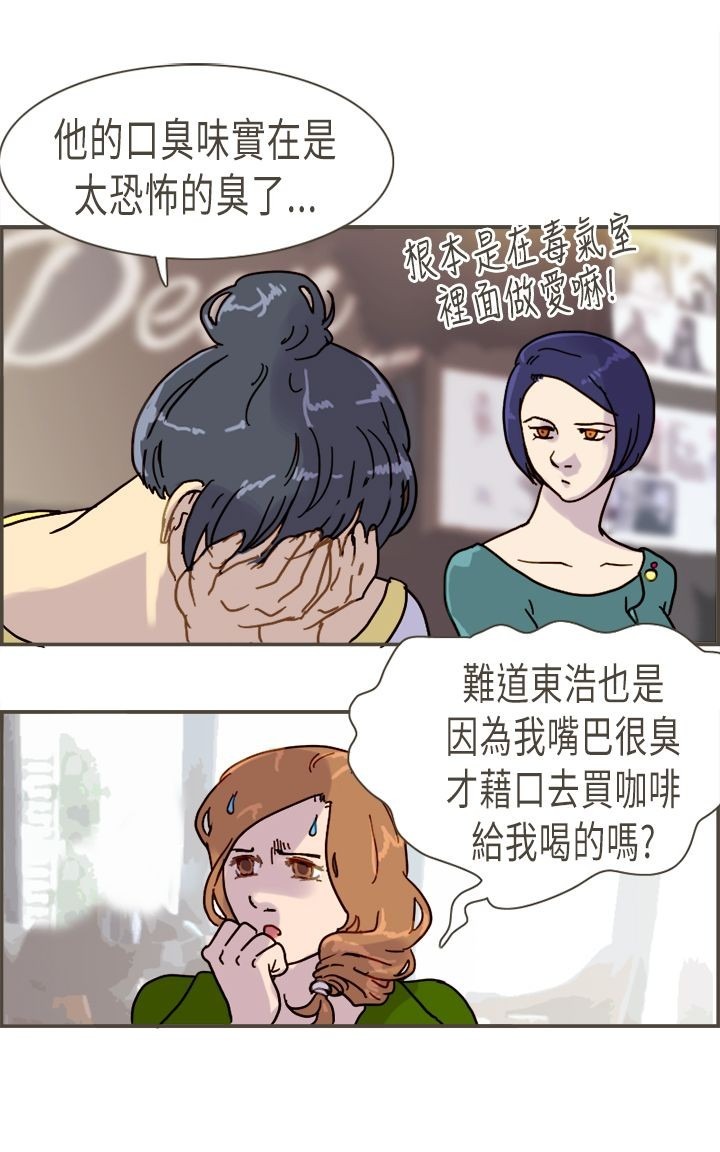 他的口臭味實在是
太恐怖的臭了...
De
根本是在毒氣室
裡面做愛嘛!
難道東浩也是
因為我嘴巴很臭
才藉口去買咖啡
給我喝的嗎?